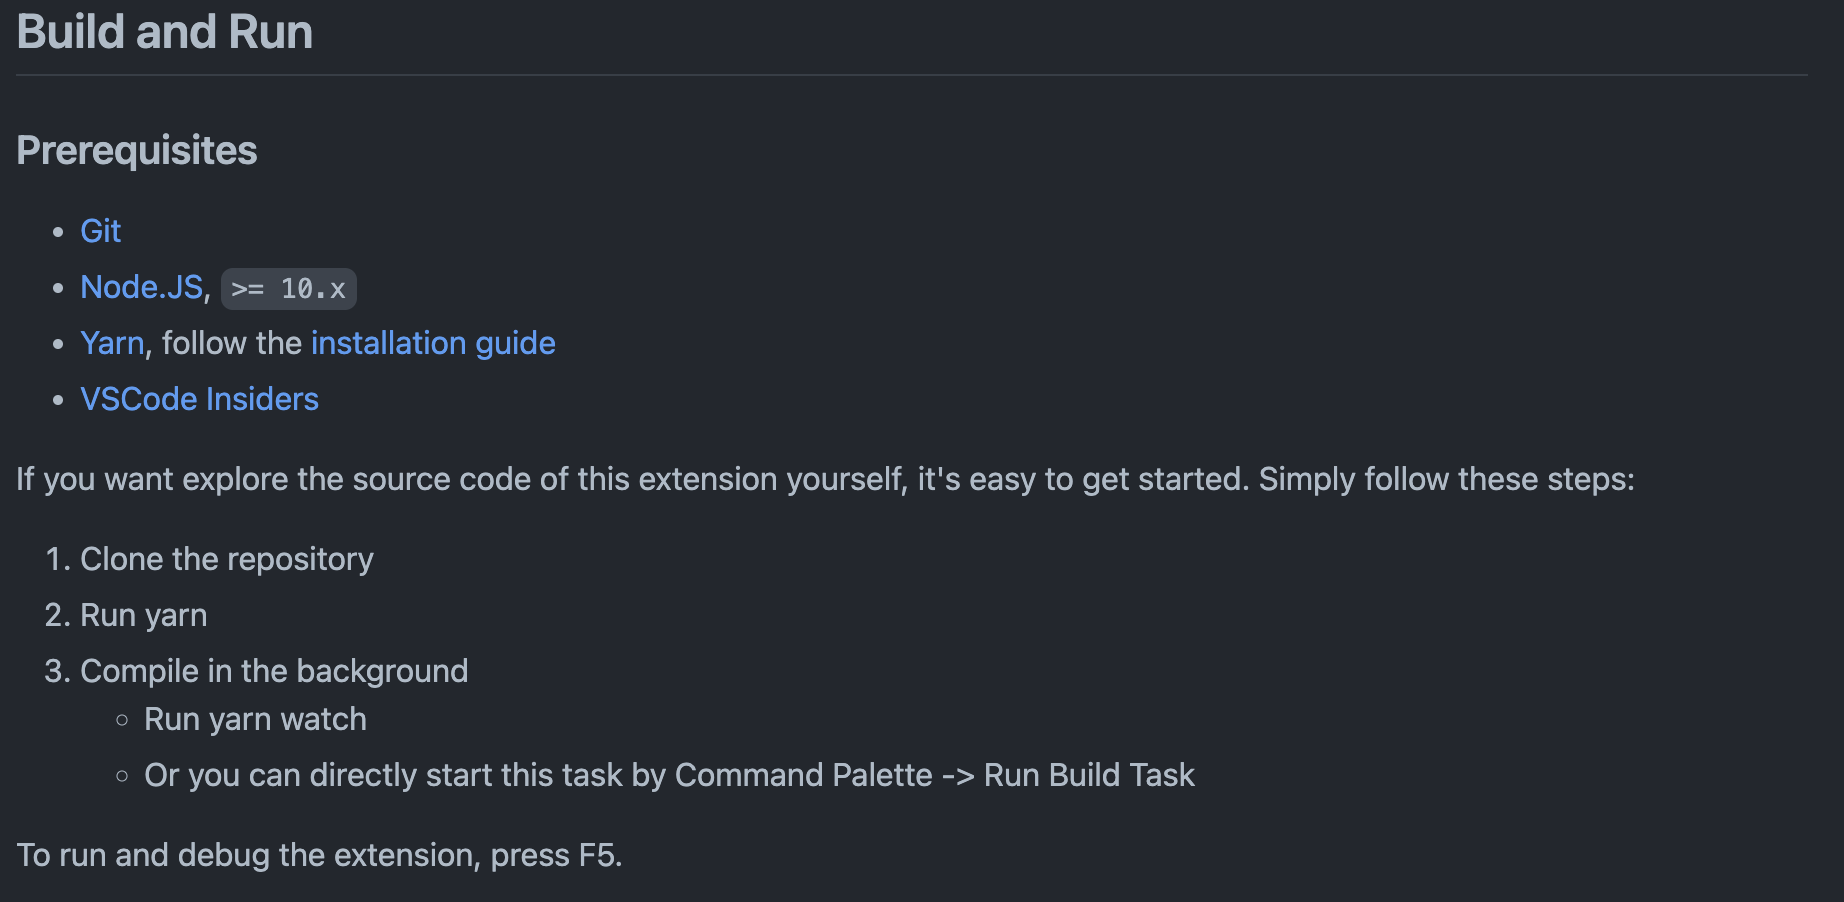 Build and Run
Prerequisites
• Git
• Node.JS, >= 10.x
• Yarn, follow the installation guide
• VSCode Insiders
If you want explore the source code of this extension yourself, it's easy to get started. Simply follow these steps:
1. Clone the repository
2. Run yarn
3. Compile in the background
○ Run yarn watch
○ Or you can directly start this task by Command Palette -> Run Build Task
To run and debug the extension, press F5.